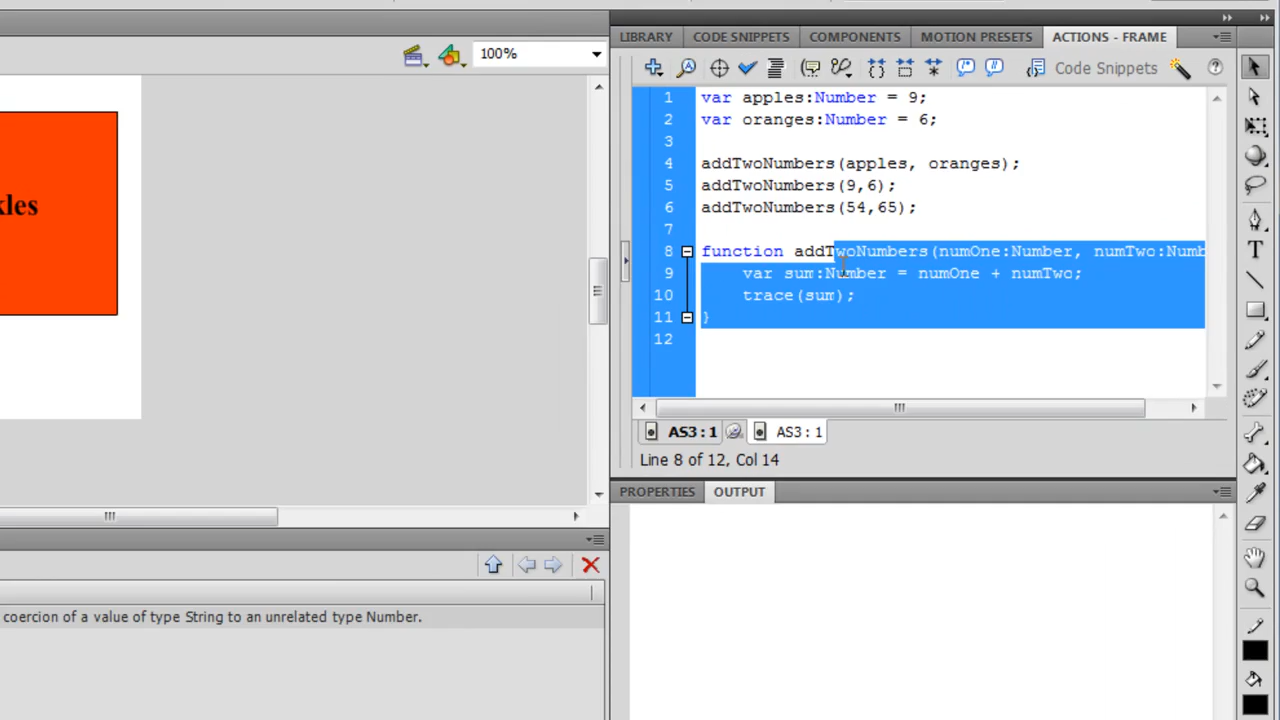 LIBRARY CODE SNIPPETS COMPONENTS MOTION PRESETS ACTIONS - FRAME
100%
Code Snippets
1 var apples:Number = 9;
2 var oranges:Number = 6;
3
4 addTwoNumbers(apples, oranges);
5 addTwoNumbers(9,6);
6 addTwoNumbers(54,65);
7
8 function addTwoNumbers(numOne:Number, numTwo:Numb
9 var sum:Number = numOne + numTwo;
10 trace(sum);
11 }
12
kles
AS3 : 1 AS3 : 1
Line 8 of 12, Col 14
PROPERTIES OUTPUT
coercion of a value of type String to an unrelated type Number.